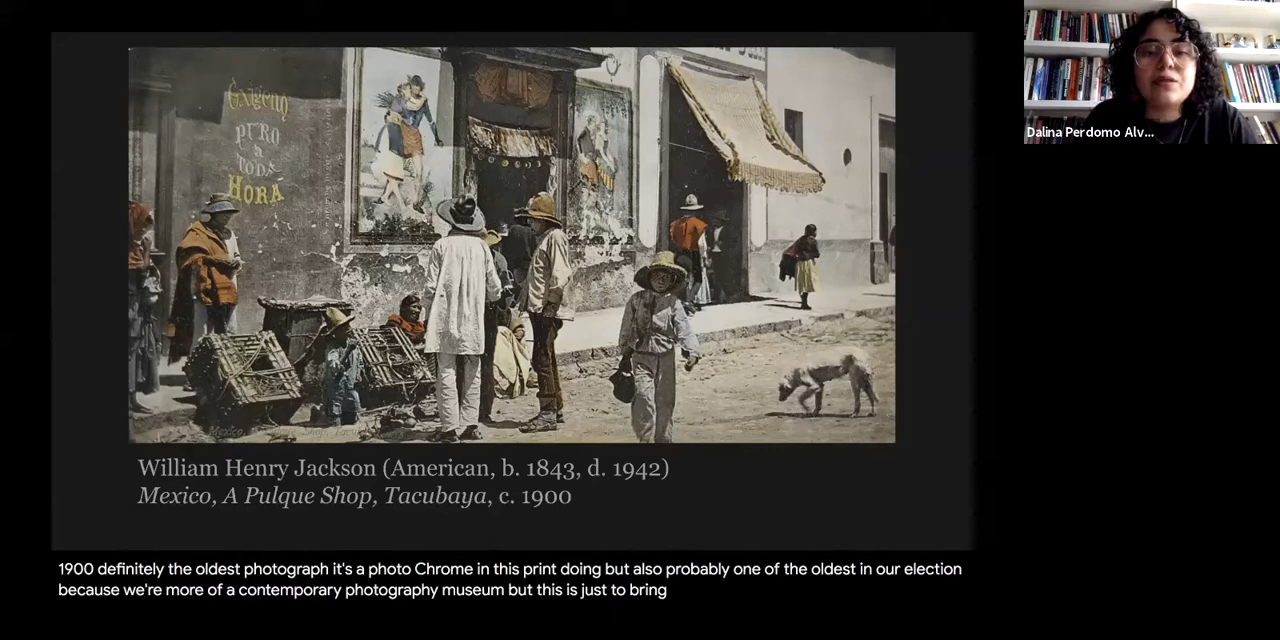 Dalina Perdomo Alv...
PURO
a
TODA
HORA
William Henry Jackson (American, b. 1843, d. 1942)
Mexico, A Pulque Shop, Tacubaya, c. 1900
1900 definitely the oldest photograph it's a photo Chrome in this print doing but also probably one of the oldest in our election
because we're more of a contemporary photography museum but this is just to bring